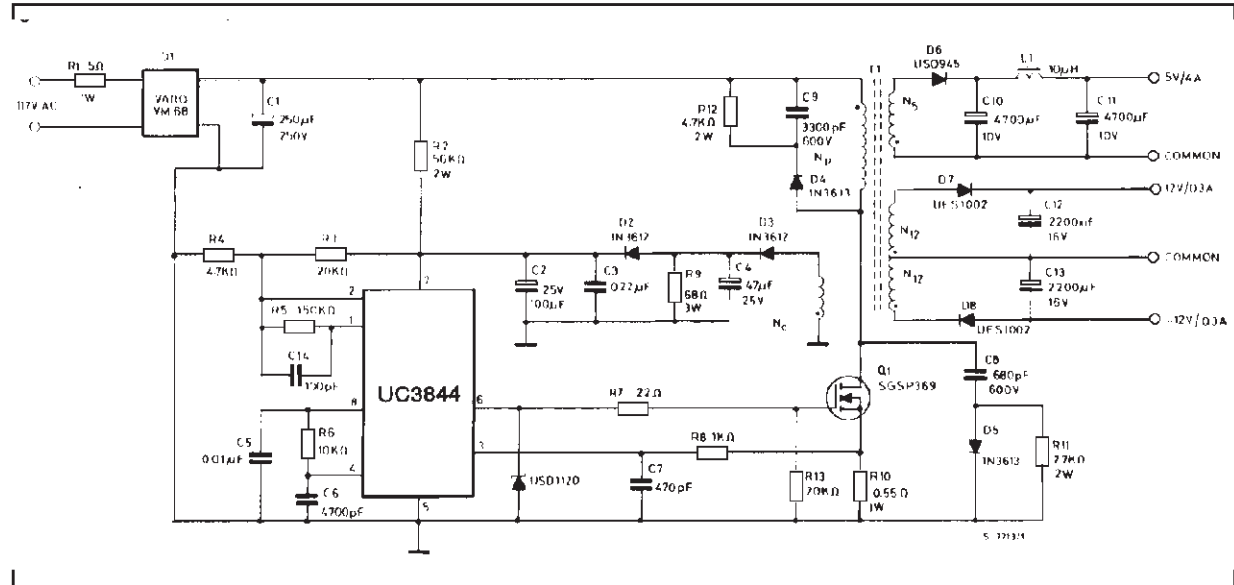 R1 5Ω
1W
117V AC
D1
VARO
VM 68
C1
250µF
250V
R2
50KΩ
2W
R12
4.7KΩ
2W
C9
3300pF
600V
Np
D4
1N3613
T1
D6
USD945
L1
10µH
5V/4A
N5
C10
4700µF
10V
C11
4700µF
10V
COMMON
D7
UES1002
12V/0.3A
C12
2200µF
16V
N12
COMMON
N12
C13
2200µF
16V
D8
UES1002
-12V/0.3A
R4
4.7KΩ
R3
20KΩ
D2
1N3612
D3
1N3612
C2
25V
100µF
C3
0.22µF
R9
68Ω
3W
C4
47µF
25V
Nc
7
2
R5 150KΩ
1
C14
100pF
UC3844
8
R6
10KΩ
C5
0.01µF
4
C6
4700pF
6
R7 22Ω
3
R8 1KΩ
USD1120
C7
470pF
5
Q1
SGSP369
R13
20KΩ
R10
0.55Ω
1W
C8
680pF
600V
D5
1N3613
R11
2.7KΩ
2W